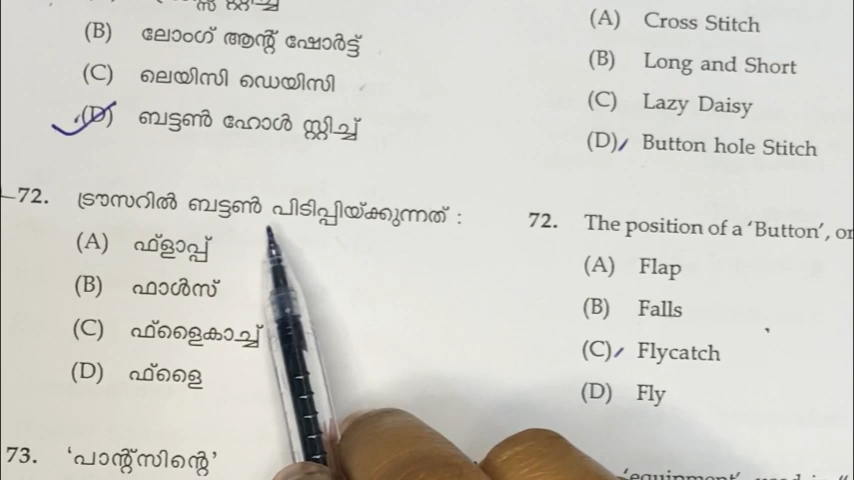 (B) ലോംഗ് ആന്റ് ഷോർട്ട്
(C) ലെയിസി ഡെയിസി
(D) ബട്ടൺ ഹോൾ സ്റ്റിച്ച്
72. ട്രൗസറിൽ ബട്ടൺ പിടിപ്പിയ്ക്കുന്നത് :
(A) ഫ്ളാപ്പ്
(B) ഫാൾസ്
(C) ഫ്ളൈകാച്ച്
(D) ഫ്ളൈ
73. 'പാന്റ്സിന്റെ'
(A) Cross Stitch
(B) Long and Short
(C) Lazy Daisy
(D) Button hole Stitch
72. The position of a 'Button', or
(A) Flap
(B) Falls
(C) Flycatch
(D) Fly
'equipment'